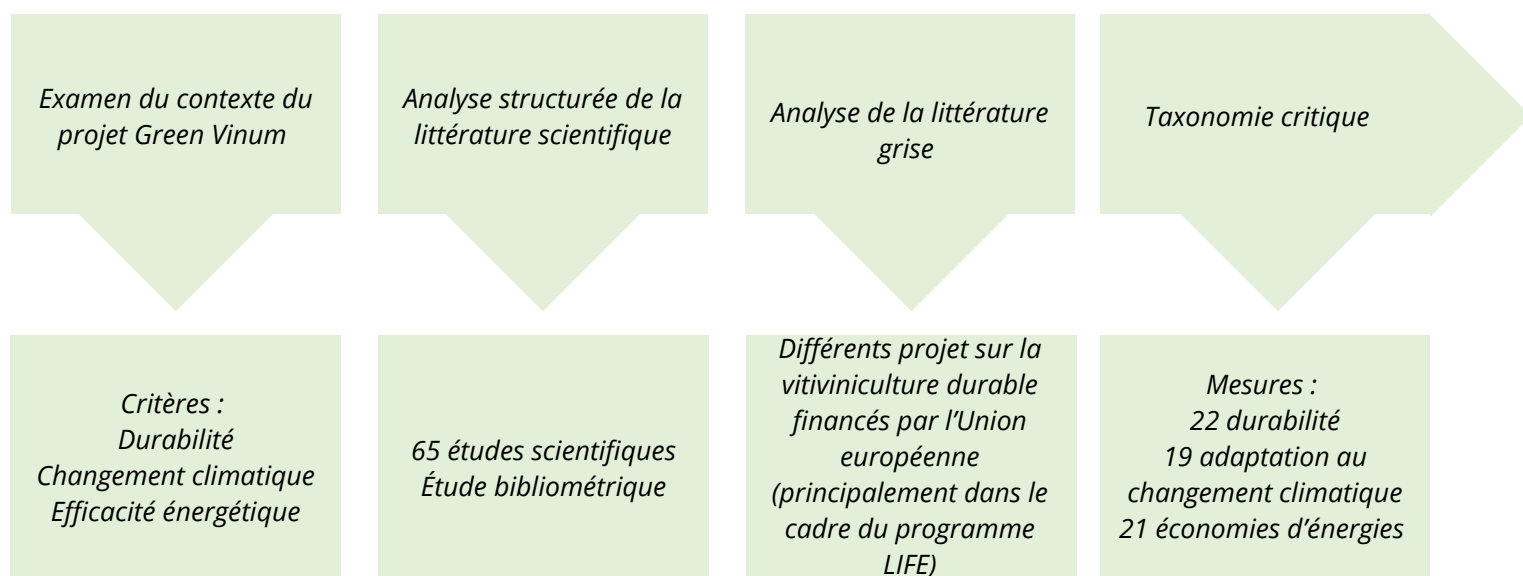 Examen du contexte du
projet Green Vinum
Analyse structurée de la
littérature scientifique
Analyse de la littérature
grise
Taxonomie critique
Critères :
Durabilité
Changement climatique
Efficacité énergétique
65 études scientifiques
Étude bibliométrique
Différents projet sur la
vitiviniculture durable
financés par l’Union
européenne
(principalement dans le
cadre du programme
LIFE)
Mesures :
22 durabilité
19 adaptation au
changement climatique
21 économies d’énergies